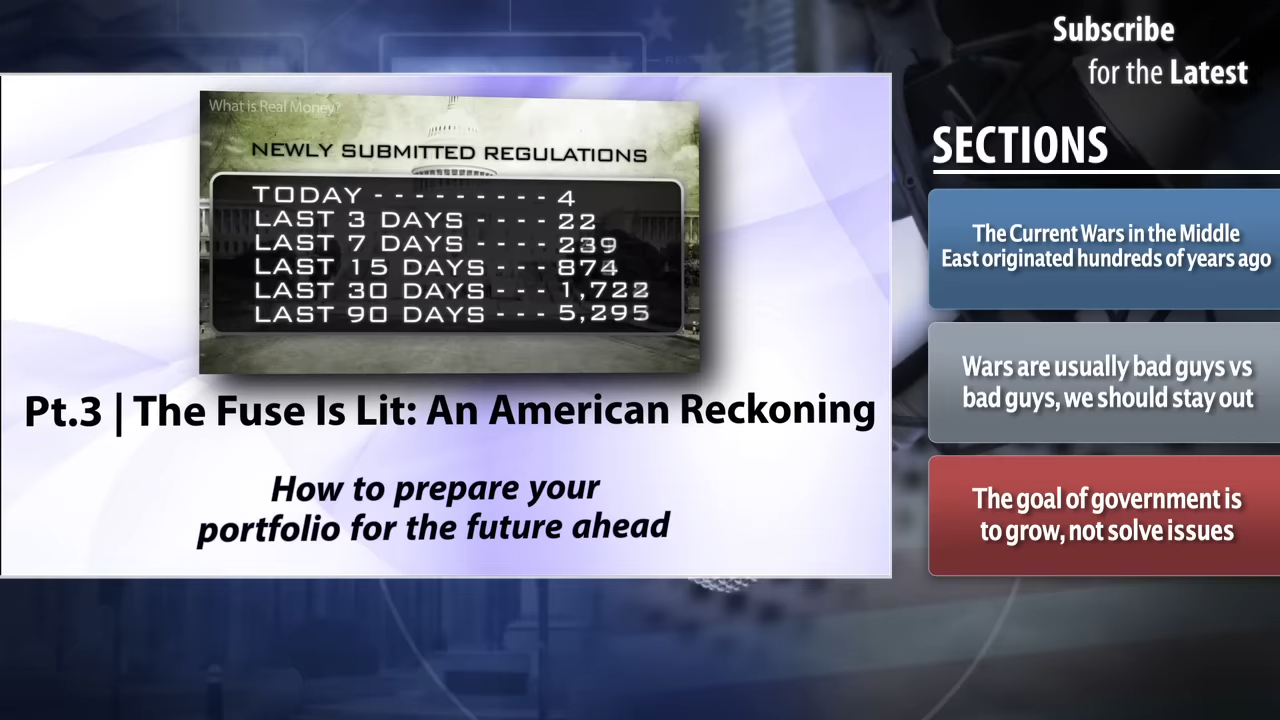 Subscribe
for the Latest
What is Real Money?
NEWLY SUBMITTED REGULATIONS
TODAY - - - - - - - - - 4
LAST 3 DAYS - - - - 22
LAST 7 DAYS - - - - 239
LAST 15 DAYS - - - 874
LAST 30 DAYS - - - 1,722
LAST 90 DAYS - - - 5,295
Pt.3 | The Fuse Is Lit: An American Reckoning
How to prepare your
portfolio for the future ahead
SECTIONS
The Current Wars in the Middle
East originated hundreds of years ago
Wars are usually bad guys vs
bad guys, we should stay out
The goal of government is
to grow, not solve issues